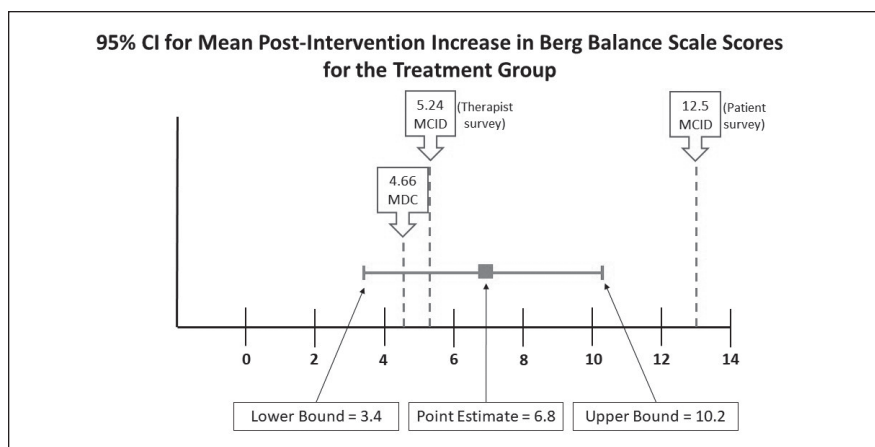 95% CI for Mean Post-Intervention Increase in Berg Balance Scale Scores
for the Treatment Group
5.24
MCID
(Therapist
survey)
12.5
MCID
(Patient
survey)
4.66
MDC
0 2 4 6 8 10 12 14
Lower Bound = 3.4 Point Estimate = 6.8 Upper Bound = 10.2